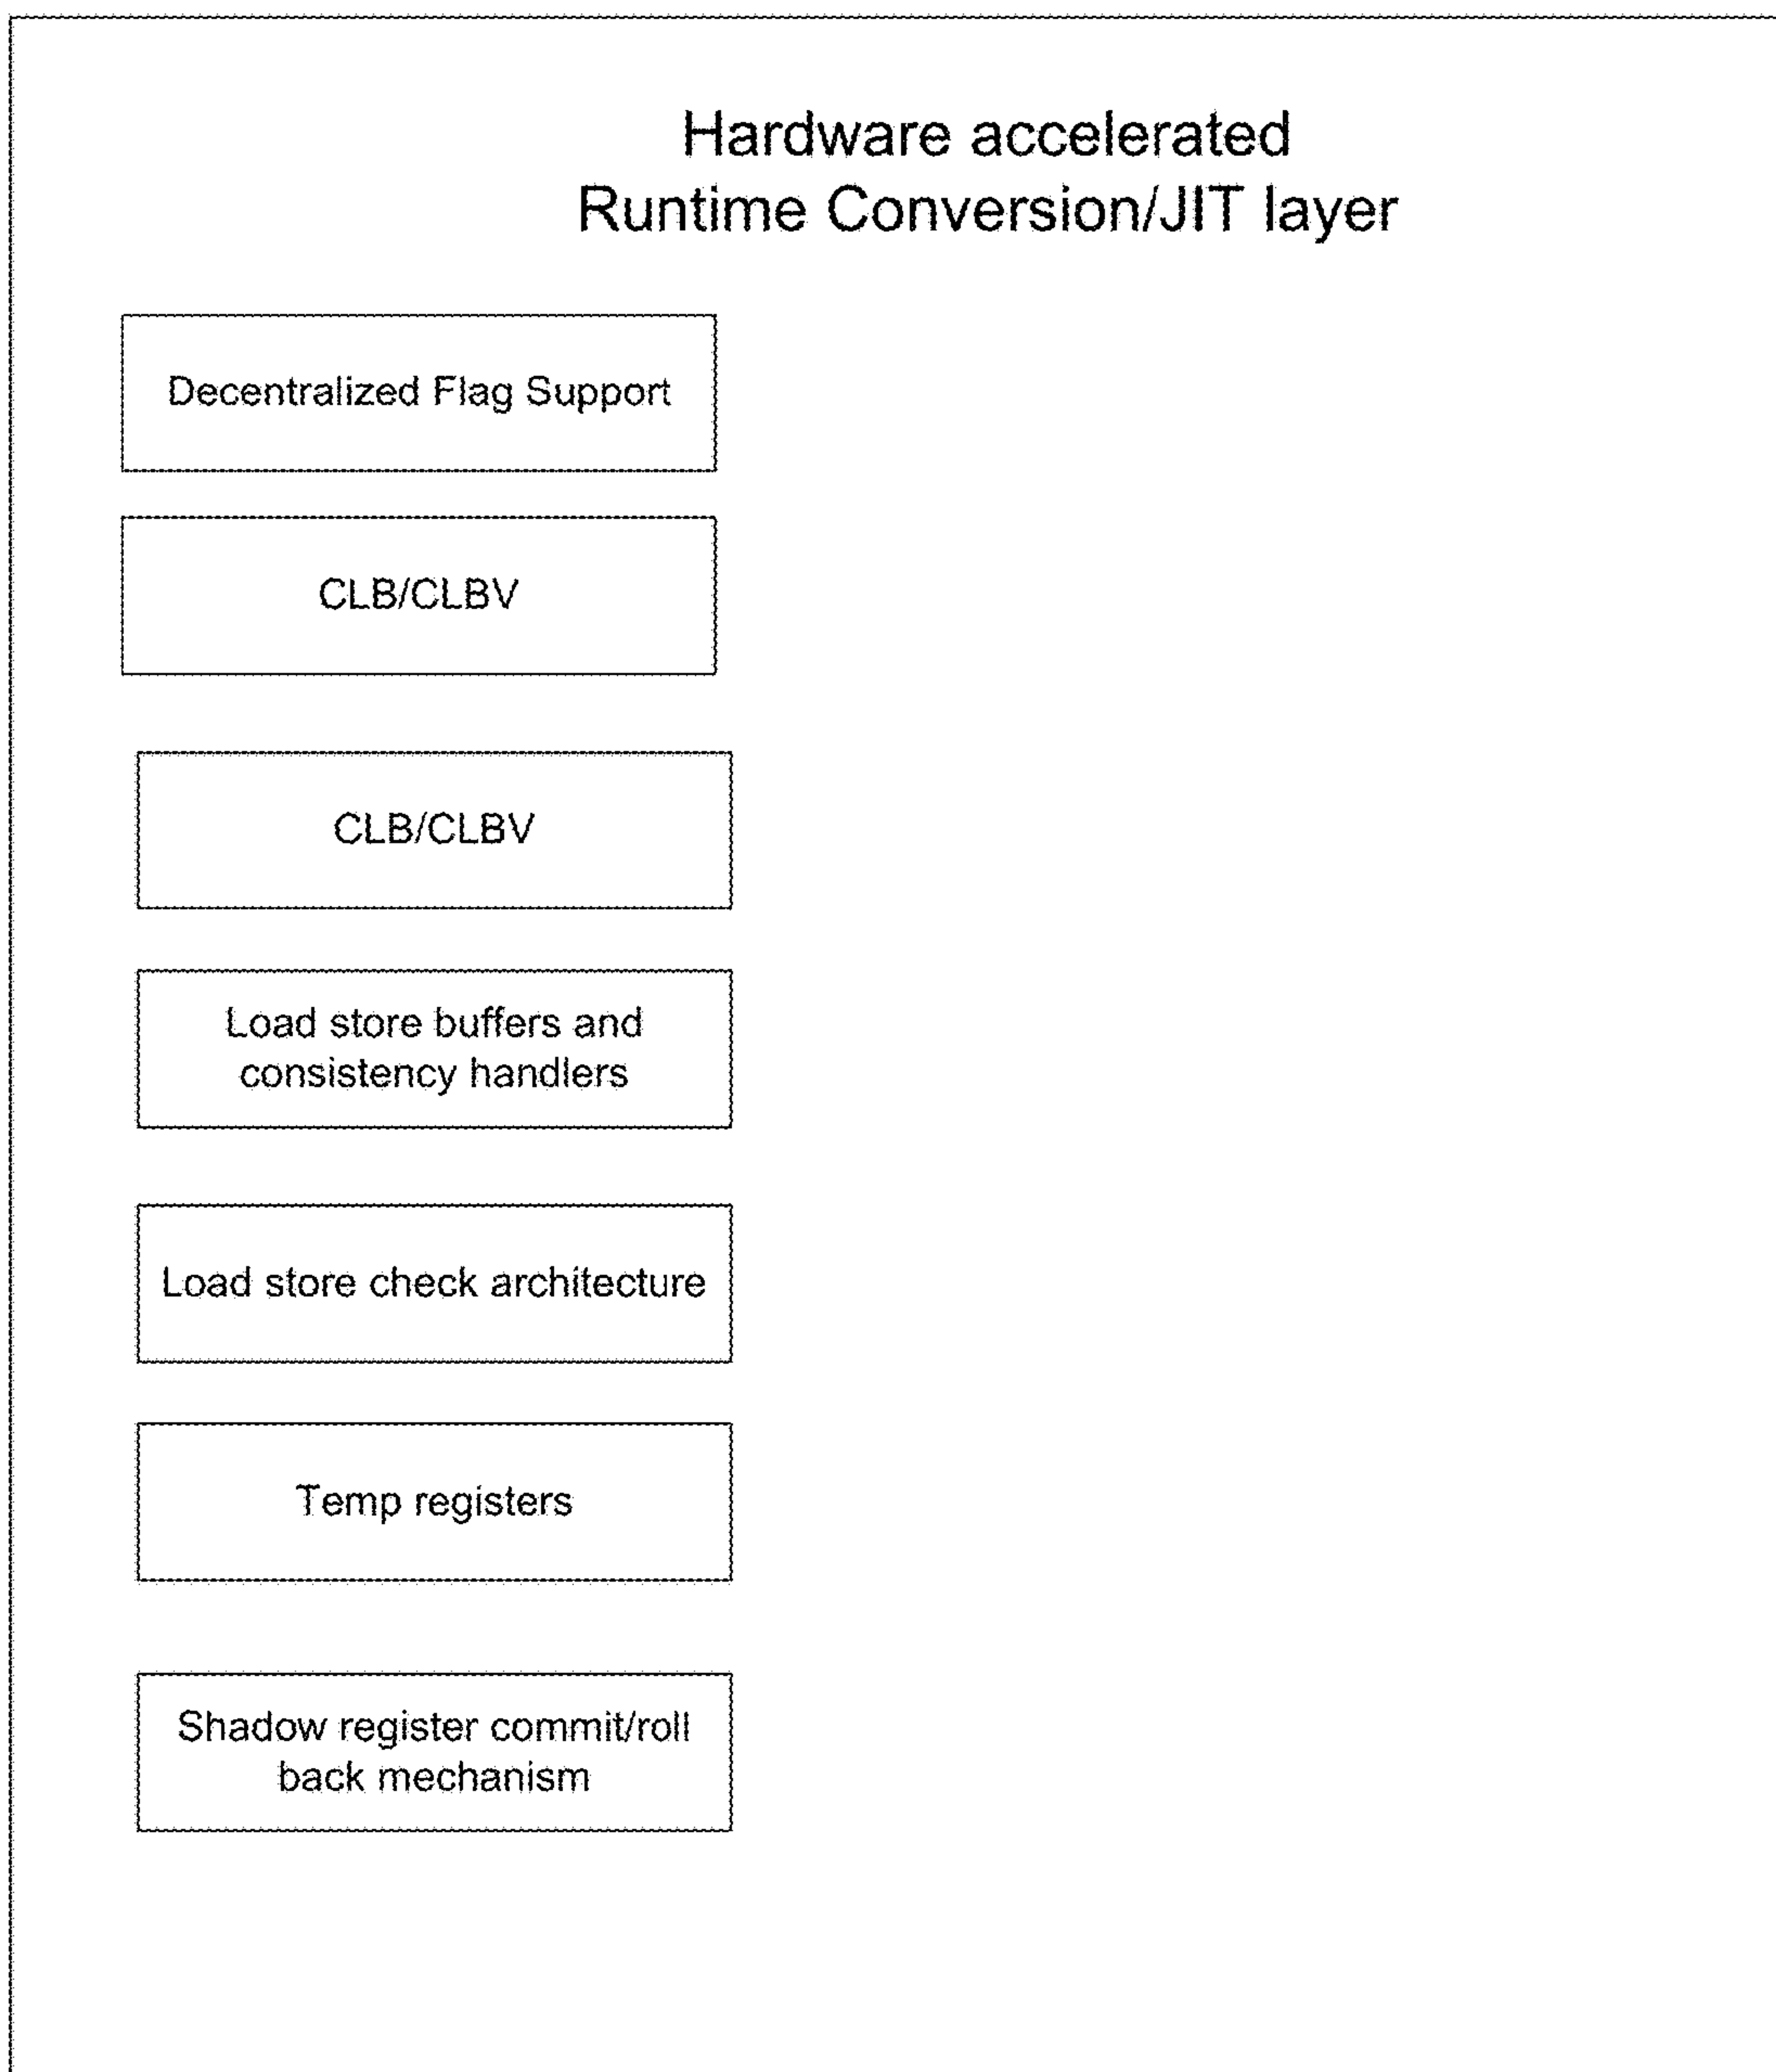 Hardware accelerated
Runtime Conversion/JIT layer
Decentralized Flag Support
CLB/CLBV
CLB/CLBV
Load store buffers and
consistency handlers
Load store check architecture
Temp registers
Shadow register commit/roll
back mechanism